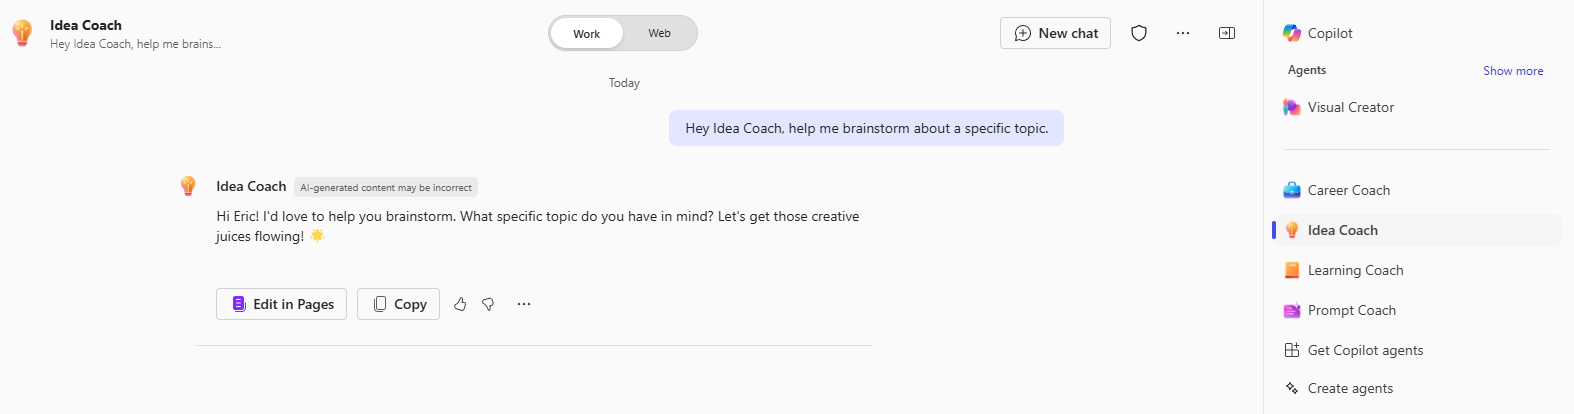 Idea Coach
Hey Idea Coach, help me brains...
Work
Web
New chat
Today
Hey Idea Coach, help me brainstorm about a specific topic.
Idea Coach
AI-generated content may be incorrect
Hi Eric! I'd love to help you brainstorm. What specific topic do you have in mind? Let's get those creative
juices flowing! 🌟
Edit in Pages
Copy
Copilot
Agents
Show more
Visual Creator
Career Coach
Idea Coach
Learning Coach
Prompt Coach
Get Copilot agents
Create agents